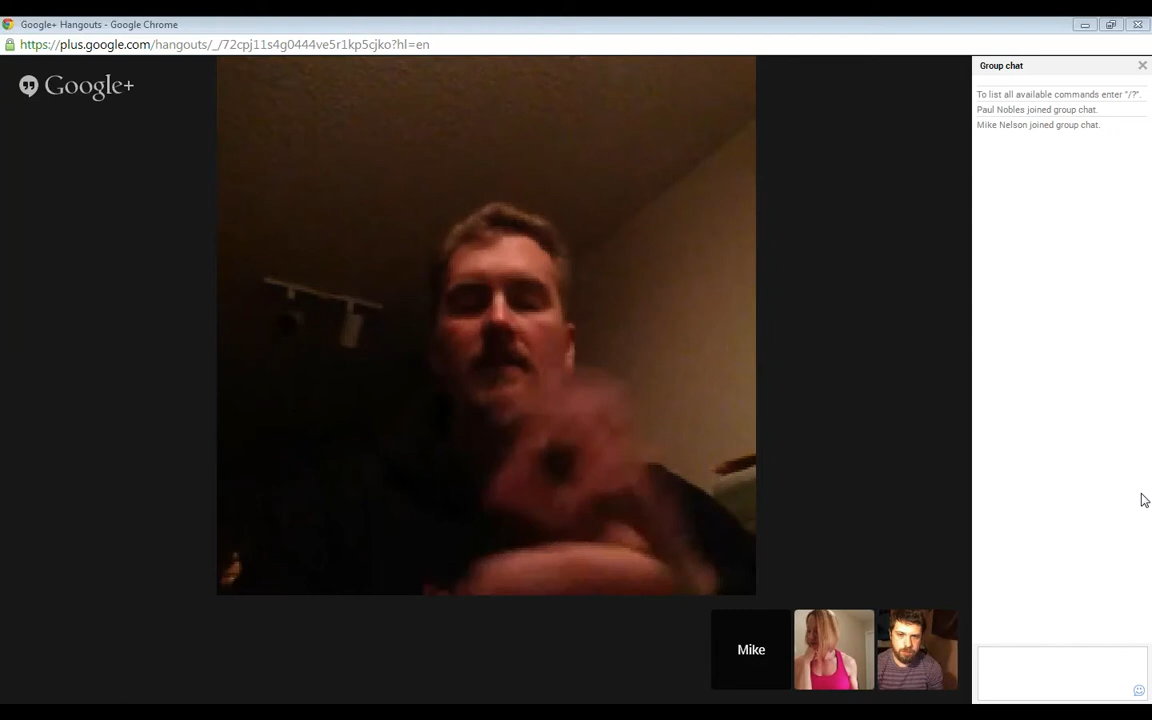 Google+ Hangouts - Google Chrome
https://plus.google.com/hangouts/_/72cpj11s4g0444ve5r1kp5cjko?hl=en
Google+
Group chat
To list all available commands enter "/?".
Paul Nobles joined group chat.
Mike Nelson joined group chat.
Mike